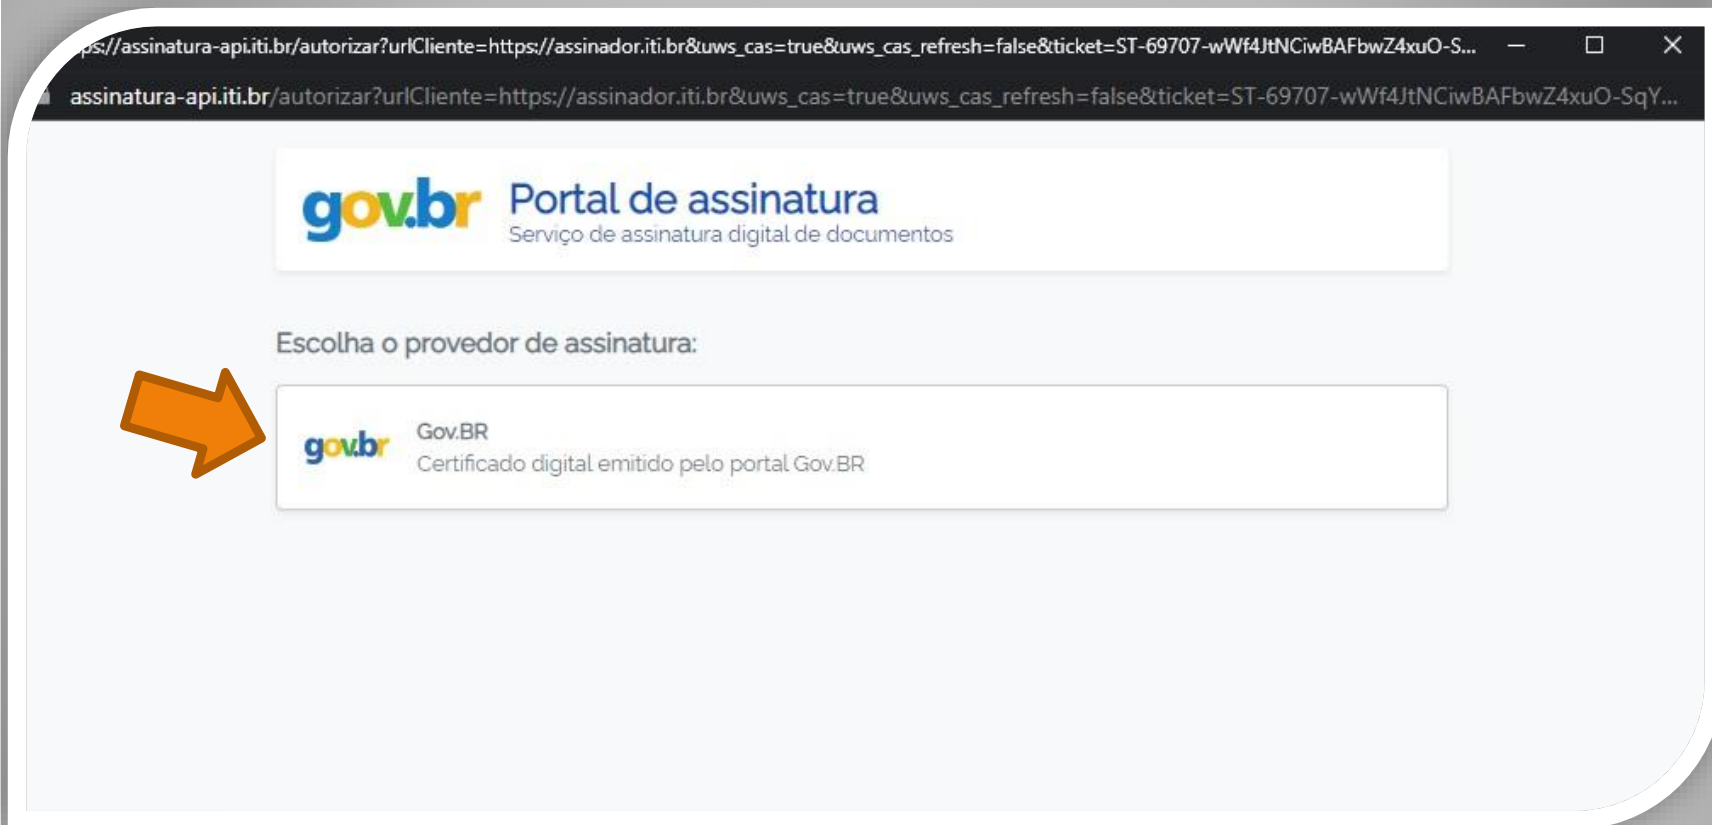 ps://assinatura-api.iti.br/autorizar?urlCliente=https://assinador.iti.br&uws_cas=true&uws_cas_refresh=false&ticket=ST-69707-wWf4JtNCiwBAFbwZ4xuO-S...
assinatura-api.iti.br/autorizar?urlCliente=https://assinador.iti.br&uws_cas=true&uws_cas_refresh=false&ticket=ST-69707-wWf4JtNCiwBAFbwZ4xuO-SqY...
gov.br Portal de assinatura
Serviço de assinatura digital de documentos
Escolha o provedor de assinatura:
gov.br Gov.BR
Certificado digital emitido pelo portal Gov.BR